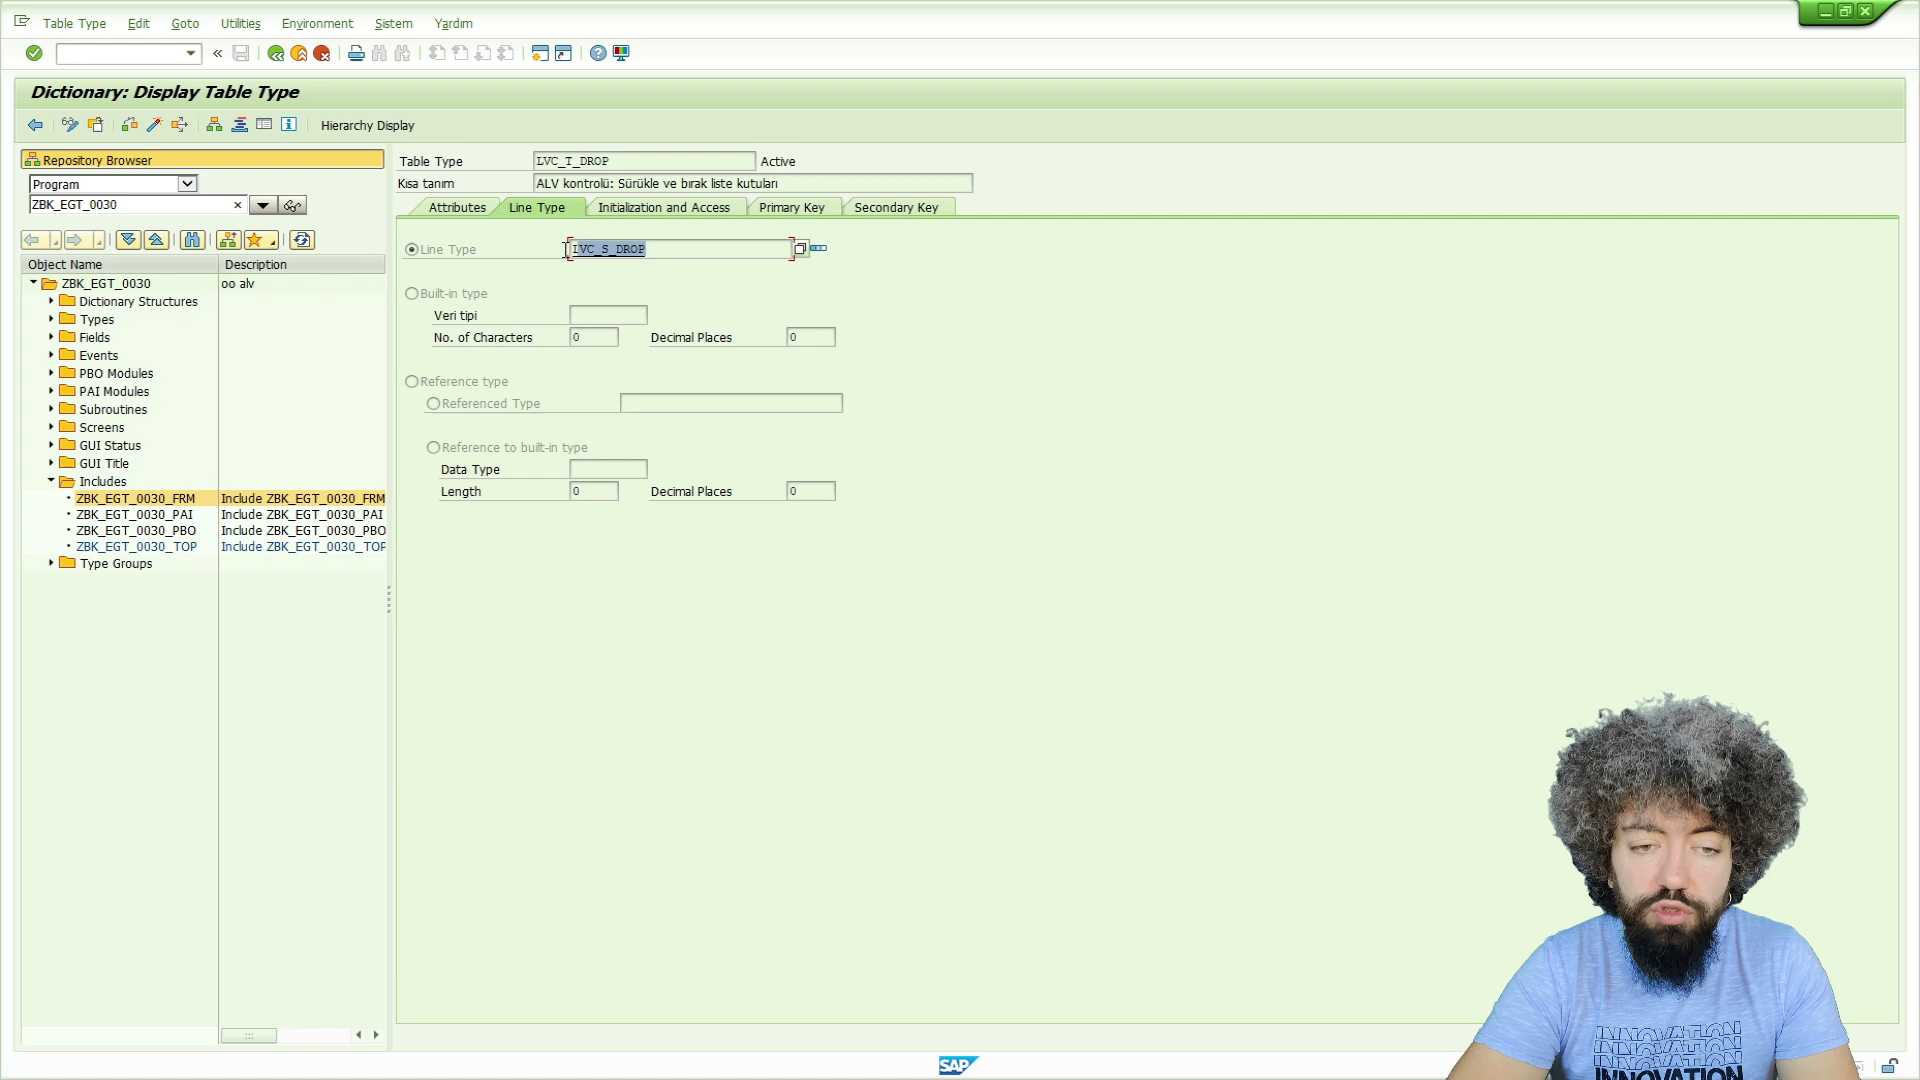 Table Type Edit Goto Utilities Environment Sistem Yardım
Dictionary: Display Table Type
Hierarchy Display
Repository Browser
Program
ZBK_EGT_0030
Object Name Description
ZBK_EGT_0030 oo alv
Dictionary Structures
Types
Fields
Events
PBO Modules
PAI Modules
Subroutines
Screens
GUI Status
GUI Title
Includes
ZBK_EGT_0030_FRM Include ZBK_EGT_0030_FRM
ZBK_EGT_0030_PAI Include ZBK_EGT_0030_PAI
ZBK_EGT_0030_PBO Include ZBK_EGT_0030_PBO
ZBK_EGT_0030_TOP Include ZBK_EGT_0030_TOP
Type Groups
Table Type LVC_T_DROP Active
Kısa tanım ALV kontrolü: Sürükle ve bırak liste kutuları
Attributes Line Type Initialization and Access Primary Key Secondary Key
Line Type LVC_S_DROP
Built-in type
Veri tipi
No. of Characters 0 Decimal Places 0
Reference type
Referenced Type
Reference to built-in type
Data Type
Length 0 Decimal Places 0
SAP
INNOVATION
INNOVATION
INNOVATION